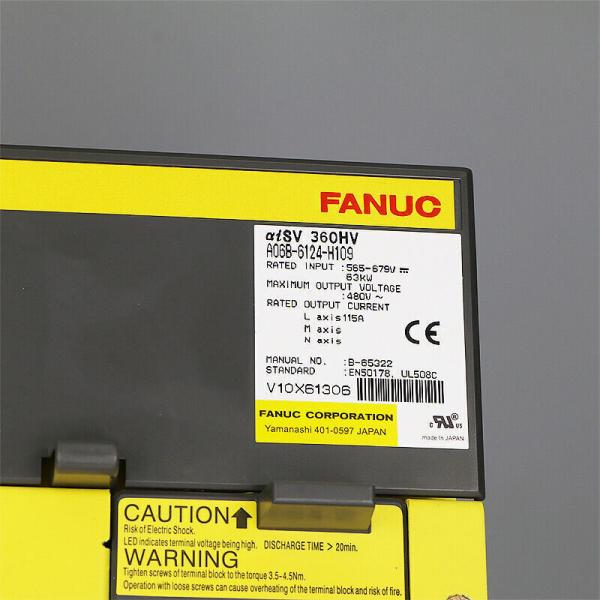 FANUC
αiSV 360HV
A06B-6124-H109
RATED INPUT :565-679V ⎓
63kW
MAXIMUM OUTPUT VOLTAGE
:480V ~
RATED OUTPUT CURRENT
L axis 115A
M axis
N axis
CE
MANUAL NO. :B-65322
STANDARD :EN50178, UL508C
V10X61306
FANUC CORPORATION
Yamanashi 401-0597 JAPAN
c RU us
made in JAPAN
CAUTION
Risk of Electric Shock.
LED indicates terminal voltage being high. DISCHARGE TIME > 20min.
WARNING
Tighten screws of terminal block to the torque 3.5-4.5Nm.
Operation with loose screws can cause overheating of the terminal block and risk of fire.